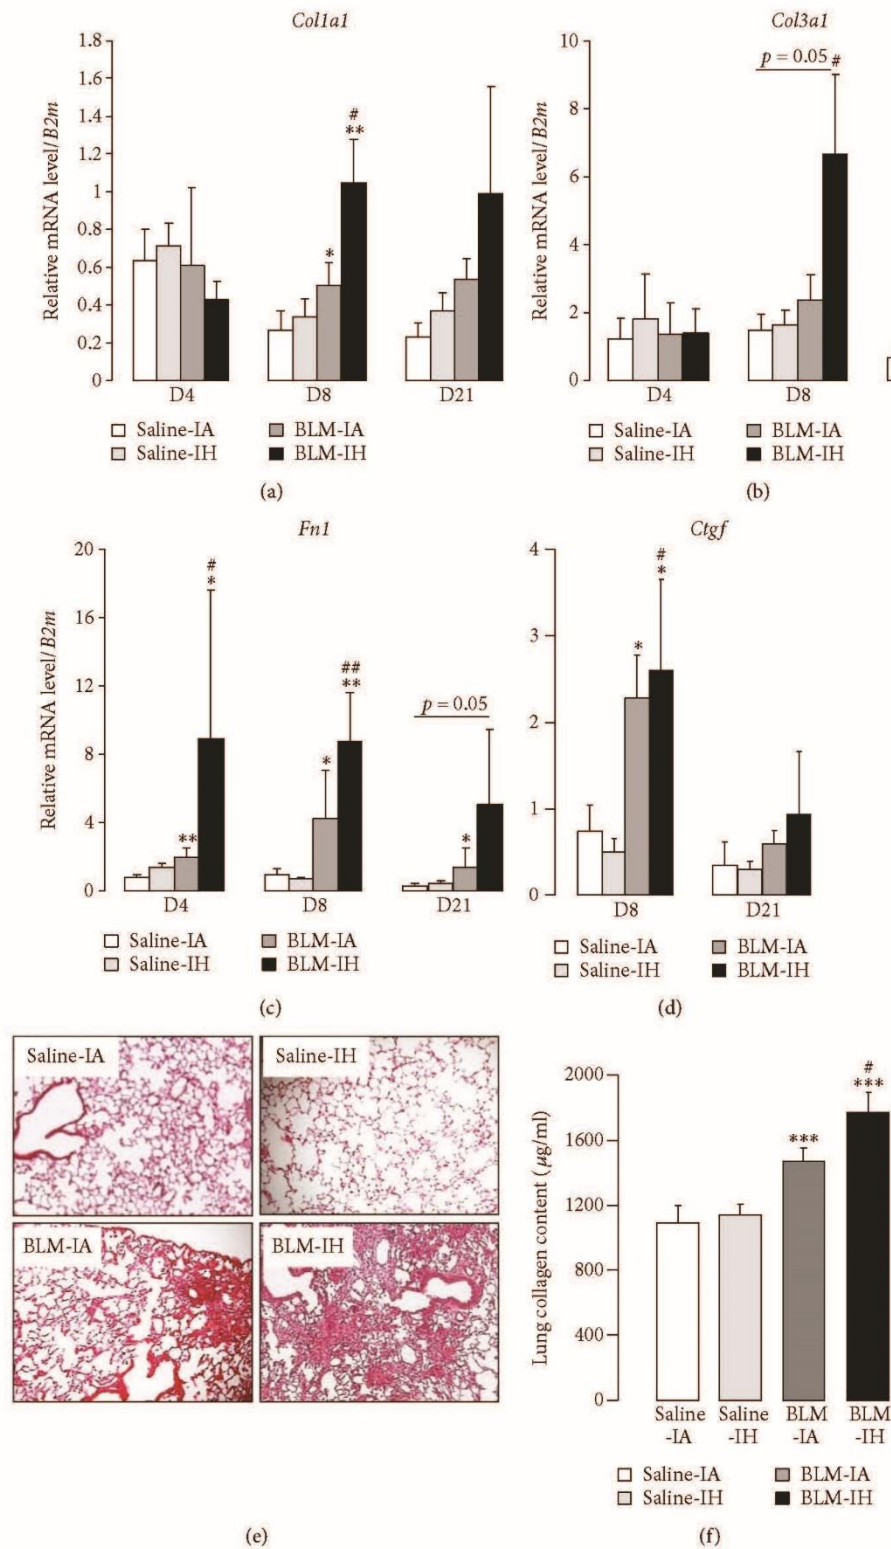 Col1a1
Relative mRNA level/B2m
1.8
1.6
1.4
1.2
1
0.8
0.6
0.4
0.2
0
#
**
*
D4 D8 D21
Saline-IA BLM-IA
Saline-IH BLM-IH
(a)
Col3a1
Relative mRNA level/B2m
10
8
6
4
2
0
p = 0.05 #
D4 D8
Saline-IA BLM-IA
Saline-IH BLM-IH
(b)
Fn1
Relative mRNA level/B2m
20
16
12
8
4
0
#
*
**
##
**
*
p = 0.05
*
D4 D8 D21
Saline-IA BLM-IA
Saline-IH BLM-IH
(c)
Ctgf
4
3
2
1
0
#
*
*
D8 D21
Saline-IA BLM-IA
Saline-IH BLM-IH
(d)
Saline-IA Saline-IH
BLM-IA BLM-IH
(e)
Lung collagen content (μg/ml)
2000
1600
1200
800
400
0
#
***
***
Saline Saline BLM BLM
-IA -IH -IA -IH
Saline-IA BLM-IA
Saline-IH BLM-IH
(f)